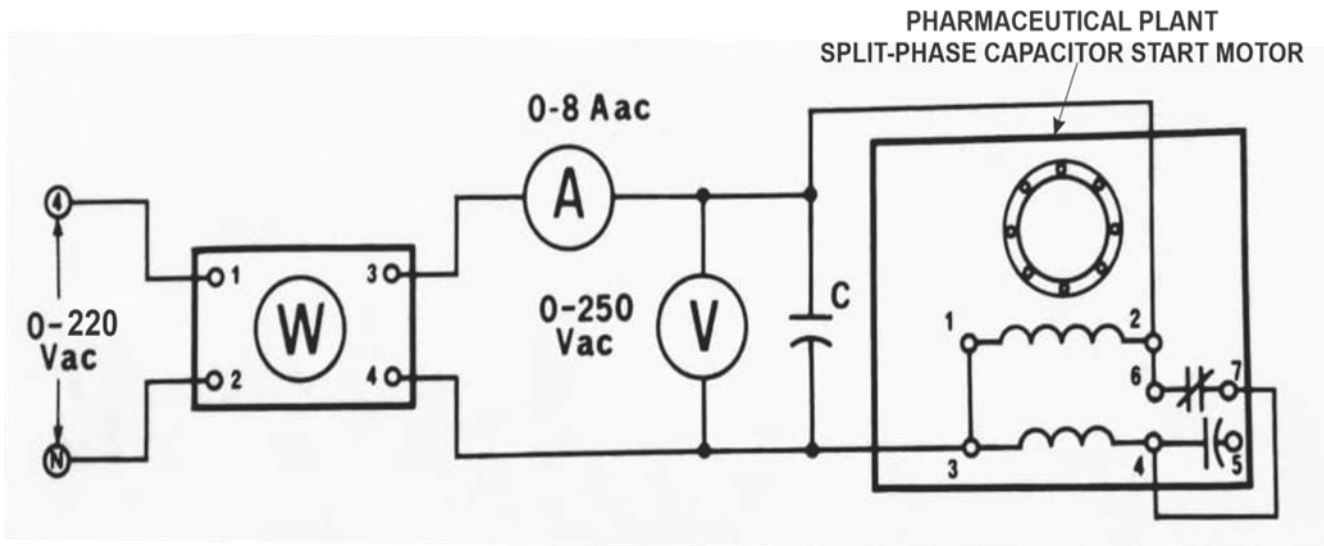 PHARMACEUTICAL PLANT
SPLIT-PHASE CAPACITOR START MOTOR
0-8 Aac
A
4
0-220
Vac
N
1
2
W
3
4
0-250
Vac
V
C
1
2
6
7
3
4
5